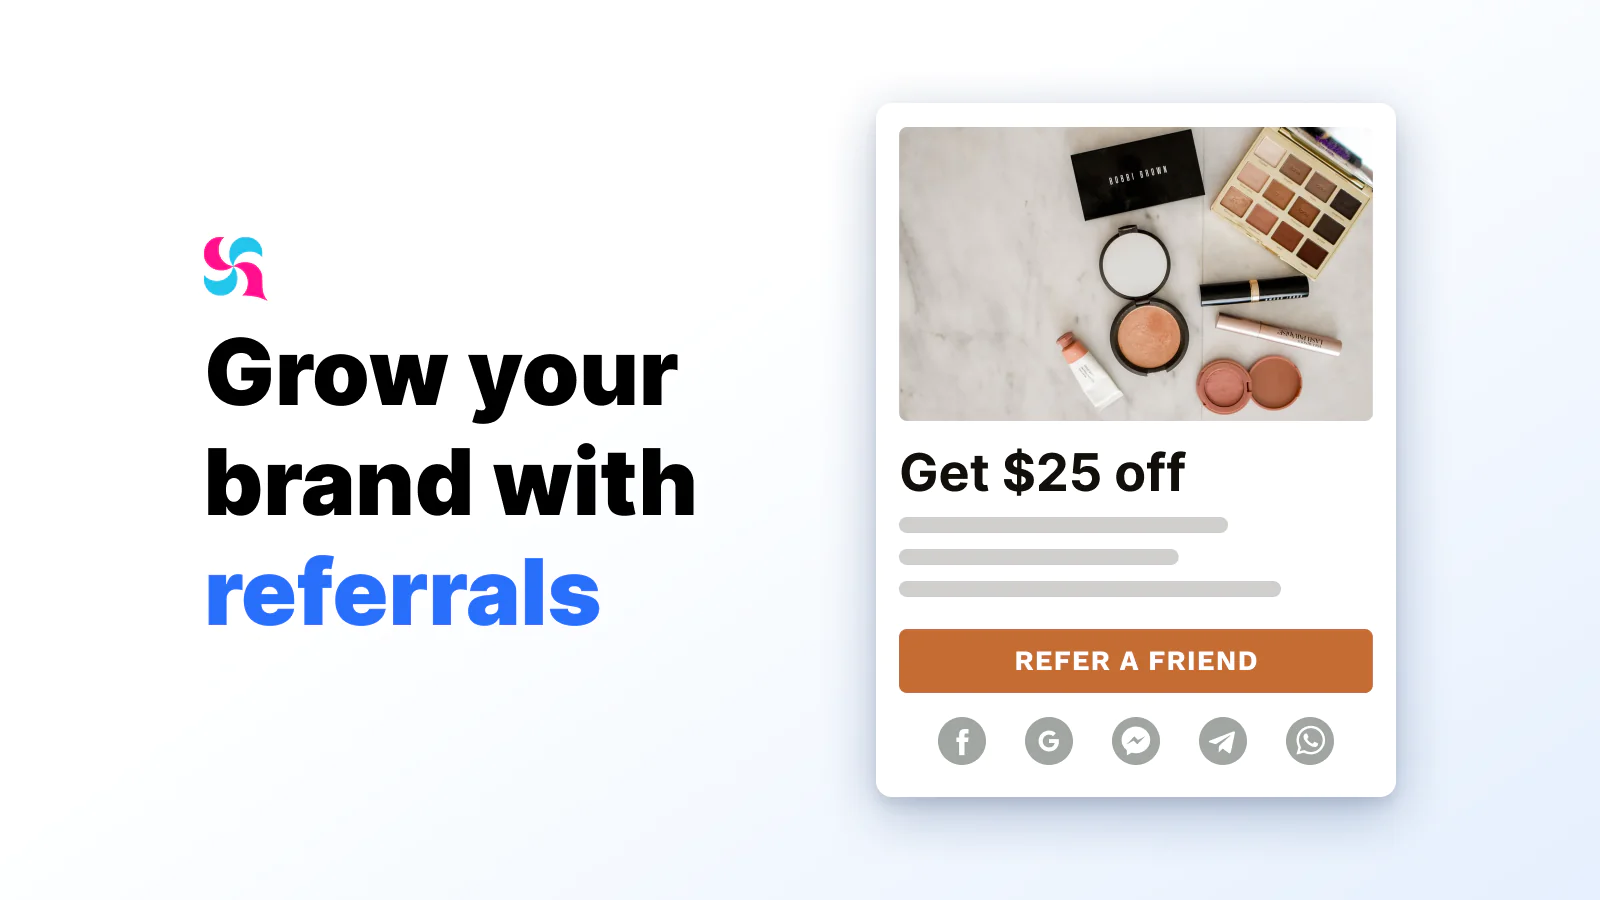 Grow your
brand with
referrals
BOBBI BROWN
Get $25 off
REFER A FRIEND